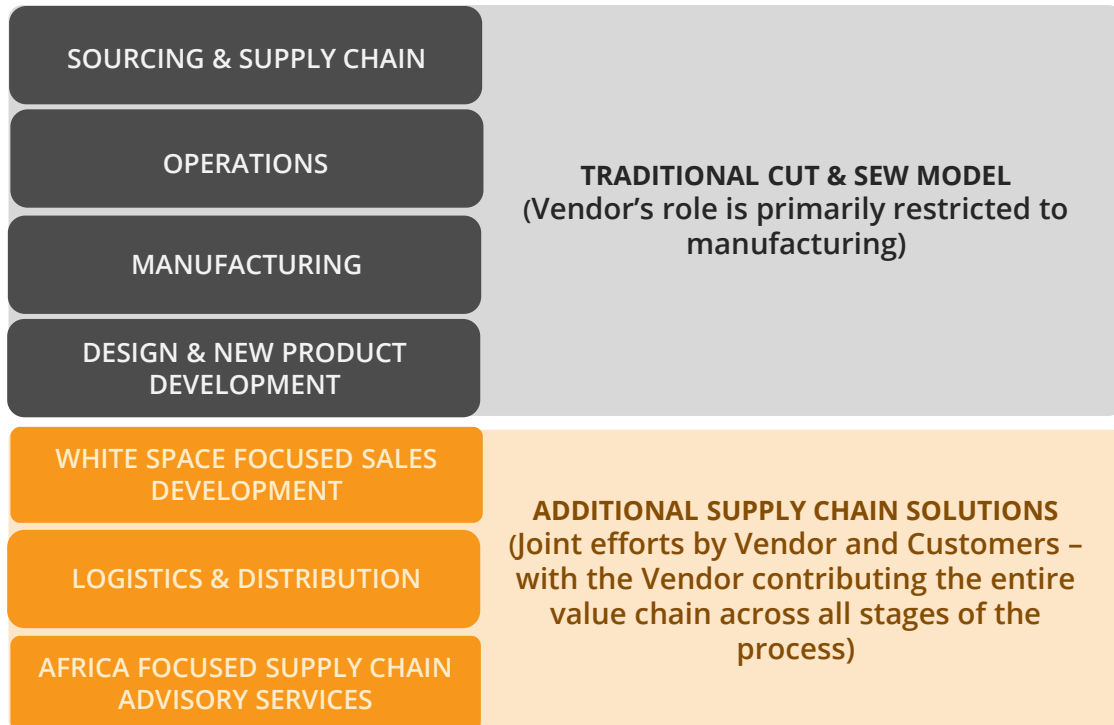 SOURCING & SUPPLY CHAIN
OPERATIONS
MANUFACTURING
DESIGN & NEW PRODUCT
DEVELOPMENT
TRADITIONAL CUT & SEW MODEL
(Vendor’s role is primarily restricted to
manufacturing)
WHITE SPACE FOCUSED SALES
DEVELOPMENT
LOGISTICS & DISTRIBUTION
AFRICA FOCUSED SUPPLY CHAIN
ADVISORY SERVICES
ADDITIONAL SUPPLY CHAIN SOLUTIONS
(Joint efforts by Vendor and Customers –
with the Vendor contributing the entire
value chain across all stages of the
process)